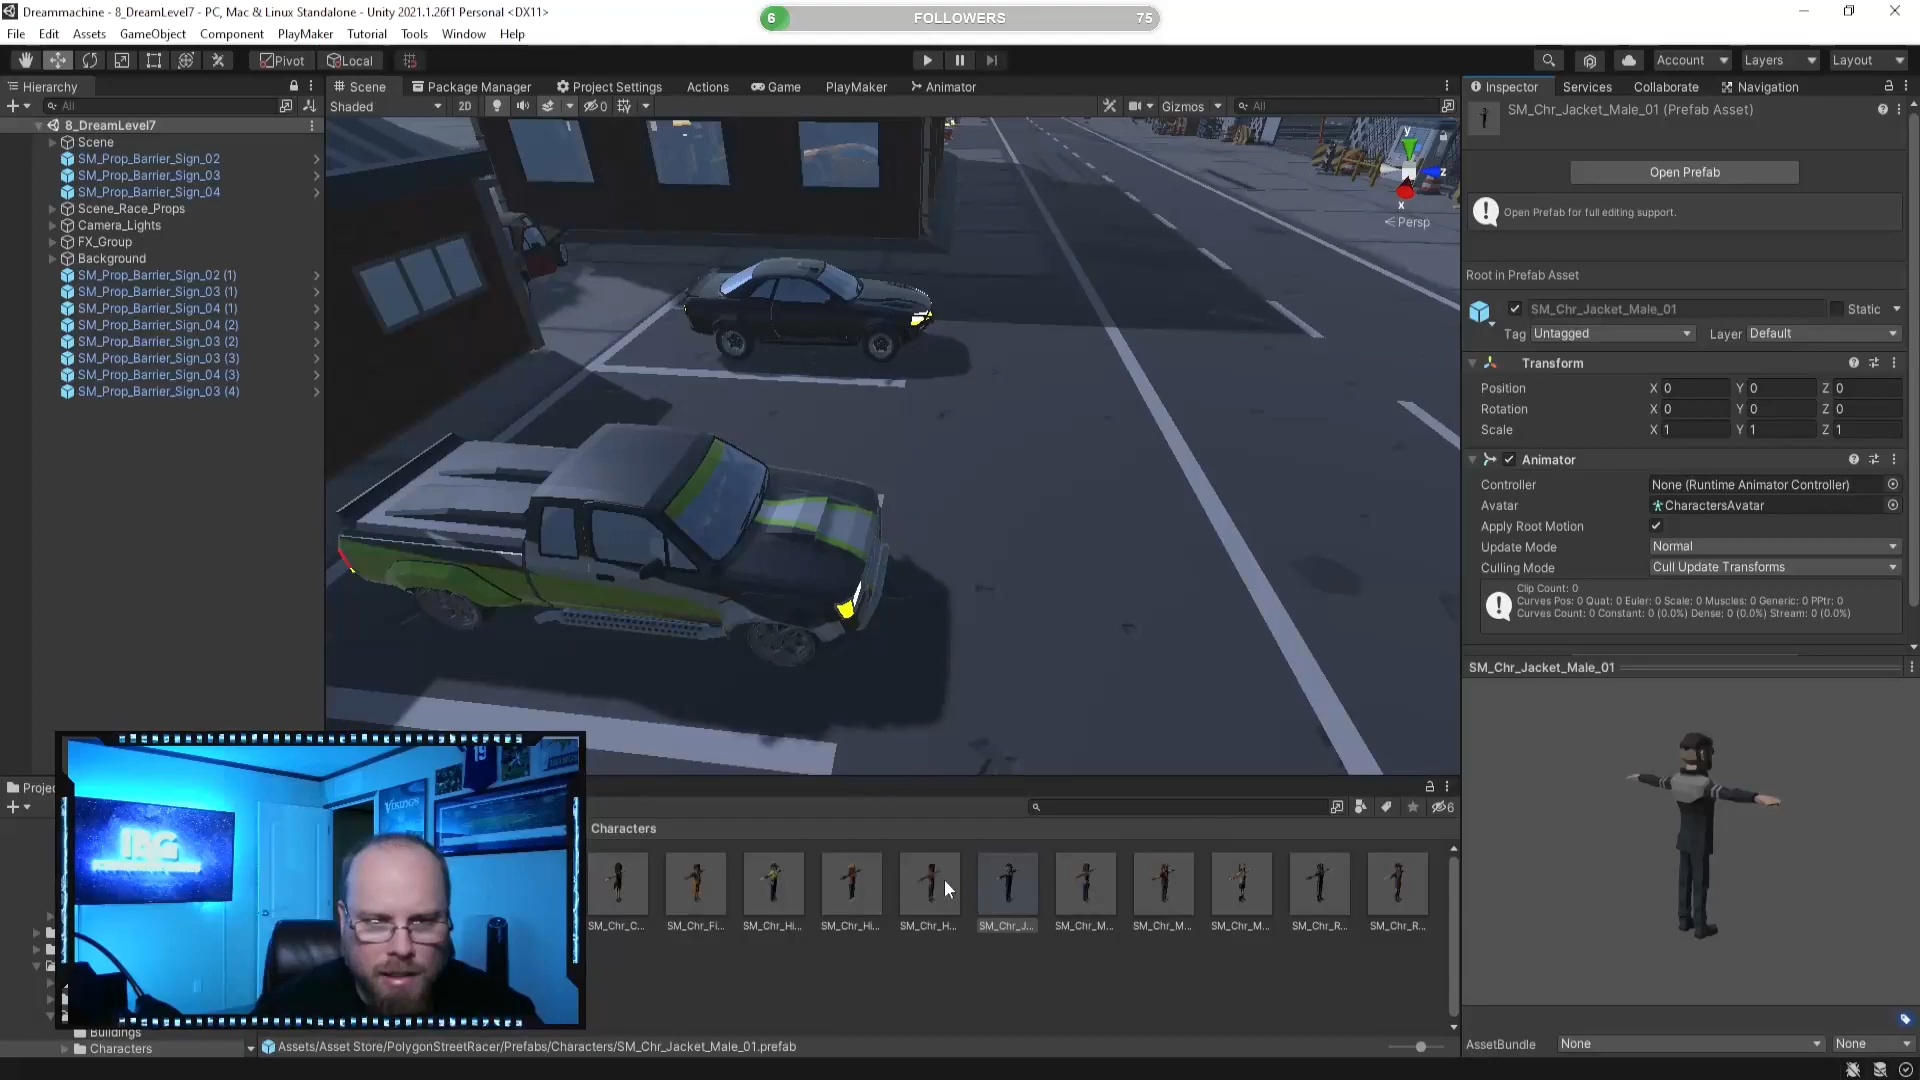 Dreammachine - 8_DreamLevel7 - PC, Mac & Linux Standalone - Unity 2021.1.26f1 Personal <DX11>
6 FOLLOWERS 75
File Edit Assets GameObject Component PlayMaker Tutorial Tools Window Help
Pivot Local Account Layers Layout
Hierarchy Scene Package Manager Project Settings Actions Game PlayMaker Animator Inspector Services Collaborate Navigation
All Shaded 2D 0 Gizmos All
8_DreamLevel7
Scene
SM_Prop_Barrier_Sign_02
SM_Prop_Barrier_Sign_03
SM_Prop_Barrier_Sign_04
Scene_Race_Props
Camera_Lights
FX_Group
Background
SM_Prop_Barrier_Sign_02 (1)
SM_Prop_Barrier_Sign_03 (1)
SM_Prop_Barrier_Sign_04 (1)
SM_Prop_Barrier_Sign_04 (2)
SM_Prop_Barrier_Sign_03 (2)
SM_Prop_Barrier_Sign_03 (3)
SM_Prop_Barrier_Sign_04 (3)
SM_Prop_Barrier_Sign_03 (4)
y
z
x
Persp
SM_Chr_Jacket_Male_01 (Prefab Asset)
Open Prefab
Open Prefab for full editing support.
Root in Prefab Asset
SM_Chr_Jacket_Male_01 Static
Tag Untagged Layer Default
Transform
Position X 0 Y 0 Z 0
Rotation X 0 Y 0 Z 0
Scale X 1 Y 1 Z 1
Animator
Controller None (Runtime Animator Controller)
Avatar CharactersAvatar
Apply Root Motion
Update Mode Normal
Culling Mode Cull Update Transforms
Clip Count: 0
Curves Pos: 0 Quat: 0 Euler: 0 Scale: 0 Muscles: 0 Generic: 0 PPtr: 0
Curves Count: 0 Constant: 0 (0.0%) Dense: 0 (0.0%) Stream: 0 (0.0%)
SM_Chr_Jacket_Male_01
AssetBundle None None
Projec
6
Characters
SM_Chr_C... SM_Chr_Fi... SM_Chr_Hi... SM_Chr_Hi... SM_Chr_H... SM_Chr_J... SM_Chr_M... SM_Chr_M... SM_Chr_M... SM_Chr_R... SM_Chr_R...
19
VIKINGS
IBG
Buildings
Characters
Assets/Asset Store/PolygonStreetRacer/Prefabs/Characters/SM_Chr_Jacket_Male_01.prefab